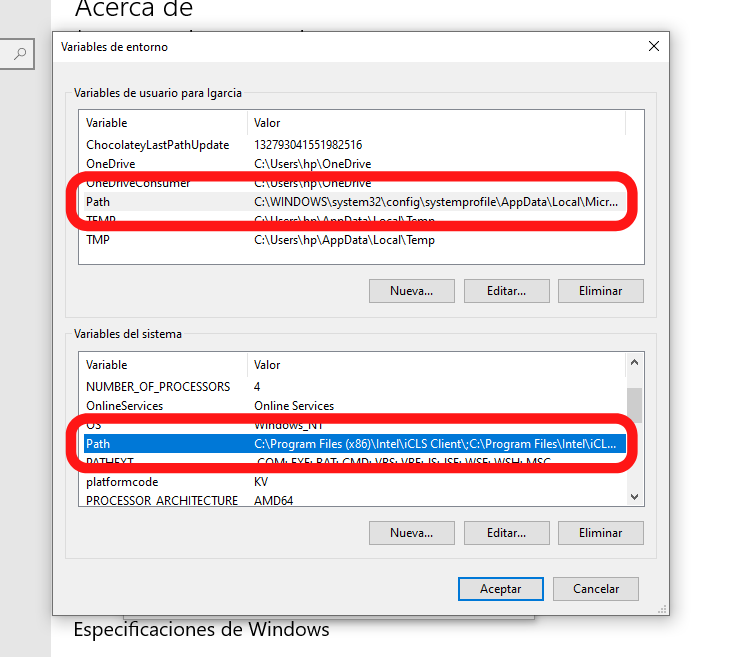 Acerca de
Variables de entorno
Variables de usuario para lgarcia
Variable Valor
ChocolateyLastPathUpdate 132793041551982516
OneDrive C:\Users\hp\OneDrive
OneDriveConsumer C:\Users\hp\OneDrive
Path C:\WINDOWS\system32\config\systemprofile\AppData\Local\Micr...
TEMP C:\Users\hp\AppData\Local\Temp
TMP C:\Users\hp\AppData\Local\Temp
Nueva... Editar... Eliminar
Variables del sistema
Variable Valor
NUMBER_OF_PROCESSORS 4
OnlineServices Online Services
OS Windows_NT
Path C:\Program Files (x86)\Intel\iCLS Client\;C:\Program Files\Intel\iCL...
PATHEXT .COM;.EXE;.BAT;.CMD;.VBS;.VBE;.JS;.JSE;.WSF;.WSH;.MSC
platformcode KV
PROCESSOR_ARCHITECTURE AMD64
Nueva... Editar... Eliminar
Aceptar Cancelar
Especificaciones de Windows